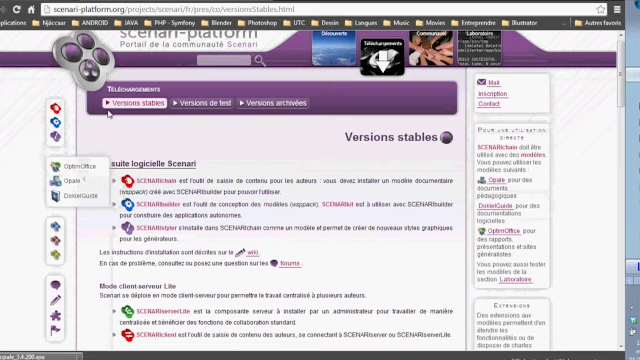 scenari-platform.org/projects/scenari/fr/pres/co/versionsStables.html
Njàccaar ANDROID JAVA PHP - Symfony Blender Photoshop UTC Dessin Money Livres Entreprendre Illustrator Autres favoris
scenari-platform
Portail de la communauté Scenari
Découverte Téléchargements Communauté Laboratoire
TÉLÉCHARGEMENTS
Versions stables Versions de test Versions archivées
Versions stables
suite logicielle Scenari
SCENARIchain est l'outil de saisie de contenu pour les auteurs : vous devez installer un modèle documentaire
(wsppack) créé avec SCENARIbuilder pour pouvoir l'utiliser.
SCENARIbuilder est l'outil de conception des modèles (wsppack). SCENARIkit est à utiliser avec SCENARIbuilder
pour construire des applications autonomes.
SCENARIstyler s'installe dans SCENARIchain comme un modèle et permet de créer de nouveaux styles graphiques
pour les générateurs.
Les instructions d'installation sont décrites sur le wiki.
En cas de problème, consultez ou posez une question sur les forums.
Mode client-serveur Lite
Scenari se déploie en mode client-serveur pour permettre le travail centralisé à plusieurs auteurs.
SCENARIserverLite est la composante serveur à installer par un administrateur pour travailler de manière
centralisée et bénéficier des fonctions de collaboration standard.
SCENARIclient est l'outil de saisie de contenu des auteurs, se connectant à SCENARIserver ou SCENARIserverLite.
OptimOffice
Opale
DokielGuide
Mail
Inscription
Contact
POUR UNE UTILISATION
DIRECTE
SCENARIchain doit
être utilisé avec des
modèles.
Vous pouvez utiliser
les modèles suivants :
Opale, pour des
documents
pédagogiques
DokielGuide pour des
documentations
logicielles
OptimOffice pour
des rapports,
présentations et sites
généralistes
Vous pouvez aussi
tester les modèles de
la section
Laboratoire.
EXTENSIONS
Des extensions aux
modèles permettent
d'en étendre les
fonctionnalités ou de
disposer de charges
opale_3.4.200.exe